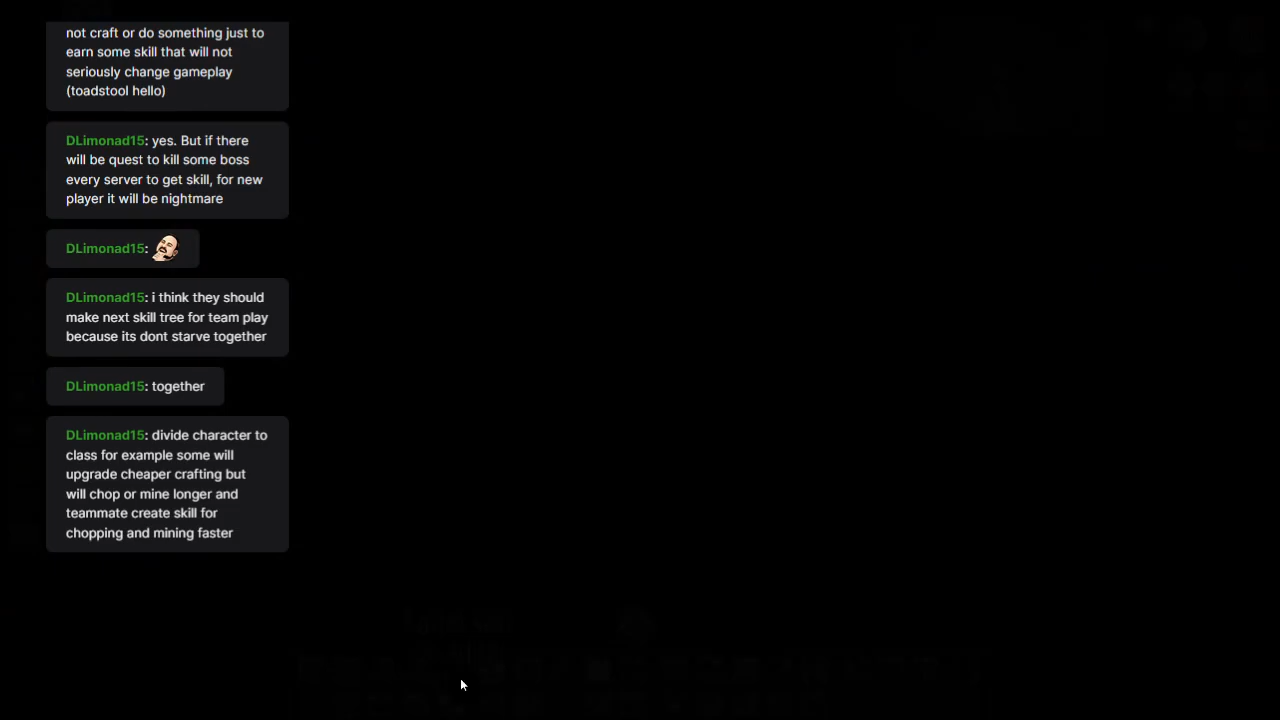 not craft or do something just to
earn some skill that will not
seriously change gameplay
(toadstool hello)
DLimonad15: yes. But if there
will be quest to kill some boss
every server to get skill, for new
player it will be nightmare
DLimonad15:
DLimonad15: i think they should
make next skill tree for team play
because its dont starve together
DLimonad15: together
DLimonad15: divide character to
class for example some will
upgrade cheaper crafting but
will chop or mine longer and
teammate create skill for
chopping and mining faster